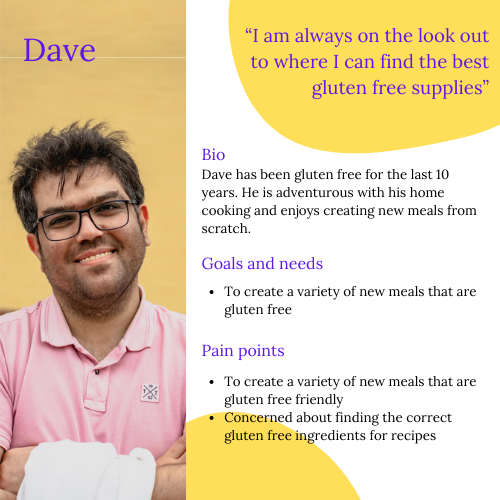 Dave
“I am always on the look out
to where I can find the best
gluten free supplies”
Bio
Dave has been gluten free for the last 10
years. He is adventurous with his home
cooking and enjoys creating new meals from
scratch.
Goals and needs
• To create a variety of new meals that are
gluten free
Pain points
• To create a variety of new meals that are
gluten free friendly
• Concerned about finding the correct
gluten free ingredients for recipes